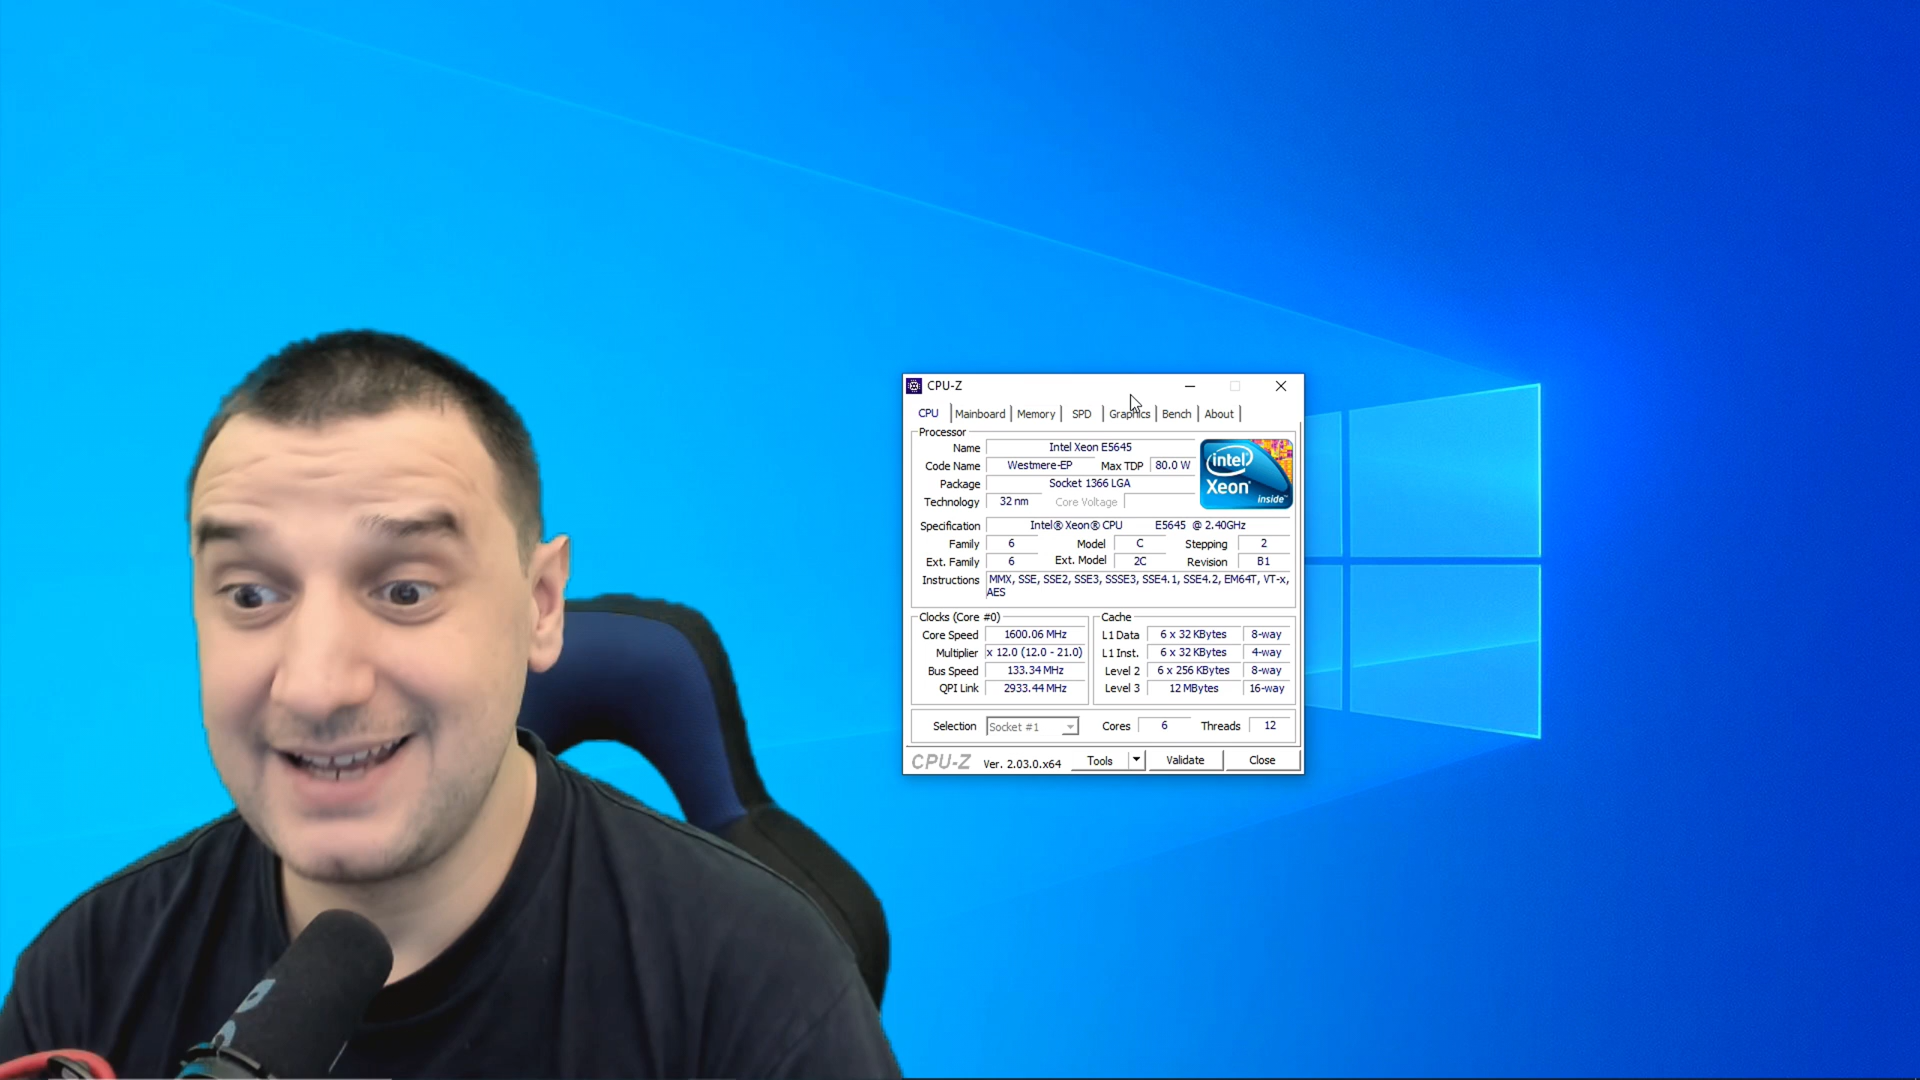 CPU-Z
CPU Mainboard Memory SPD Graphics Bench About
Processor
Name Intel Xeon E5645
Code Name Westmere-EP Max TDP 80.0 W
Package Socket 1366 LGA
Technology 32 nm Core Voltage
intel®
Xeon®
inside™
Specification Intel® Xeon® CPU E5645 @ 2.40GHz
Family 6 Model C Stepping 2
Ext. Family 6 Ext. Model 2C Revision B1
Instructions MMX, SSE, SSE2, SSE3, SSSE3, SSE4.1, SSE4.2, EM64T, VT-x,
AES
Clocks (Core #0)
Core Speed 1600.06 MHz
Multiplier x 12.0 (12.0 - 21.0)
Bus Speed 133.34 MHz
QPI Link 2933.44 MHz
Cache
L1 Data 6 x 32 KBytes 8-way
L1 Inst. 6 x 32 KBytes 4-way
Level 2 6 x 256 KBytes 8-way
Level 3 12 MBytes 16-way
Selection Socket #1 Cores 6 Threads 12
CPU-Z Ver. 2.03.0.x64 Tools Validate Close